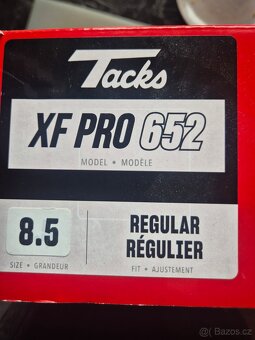 Tacks
XF PRO 652
MODEL • MODÈLE
8.5
SIZE • GRANDEUR
REGULAR
RÉGULIER
FIT • AJUSTEMENT
© Bazos.cz